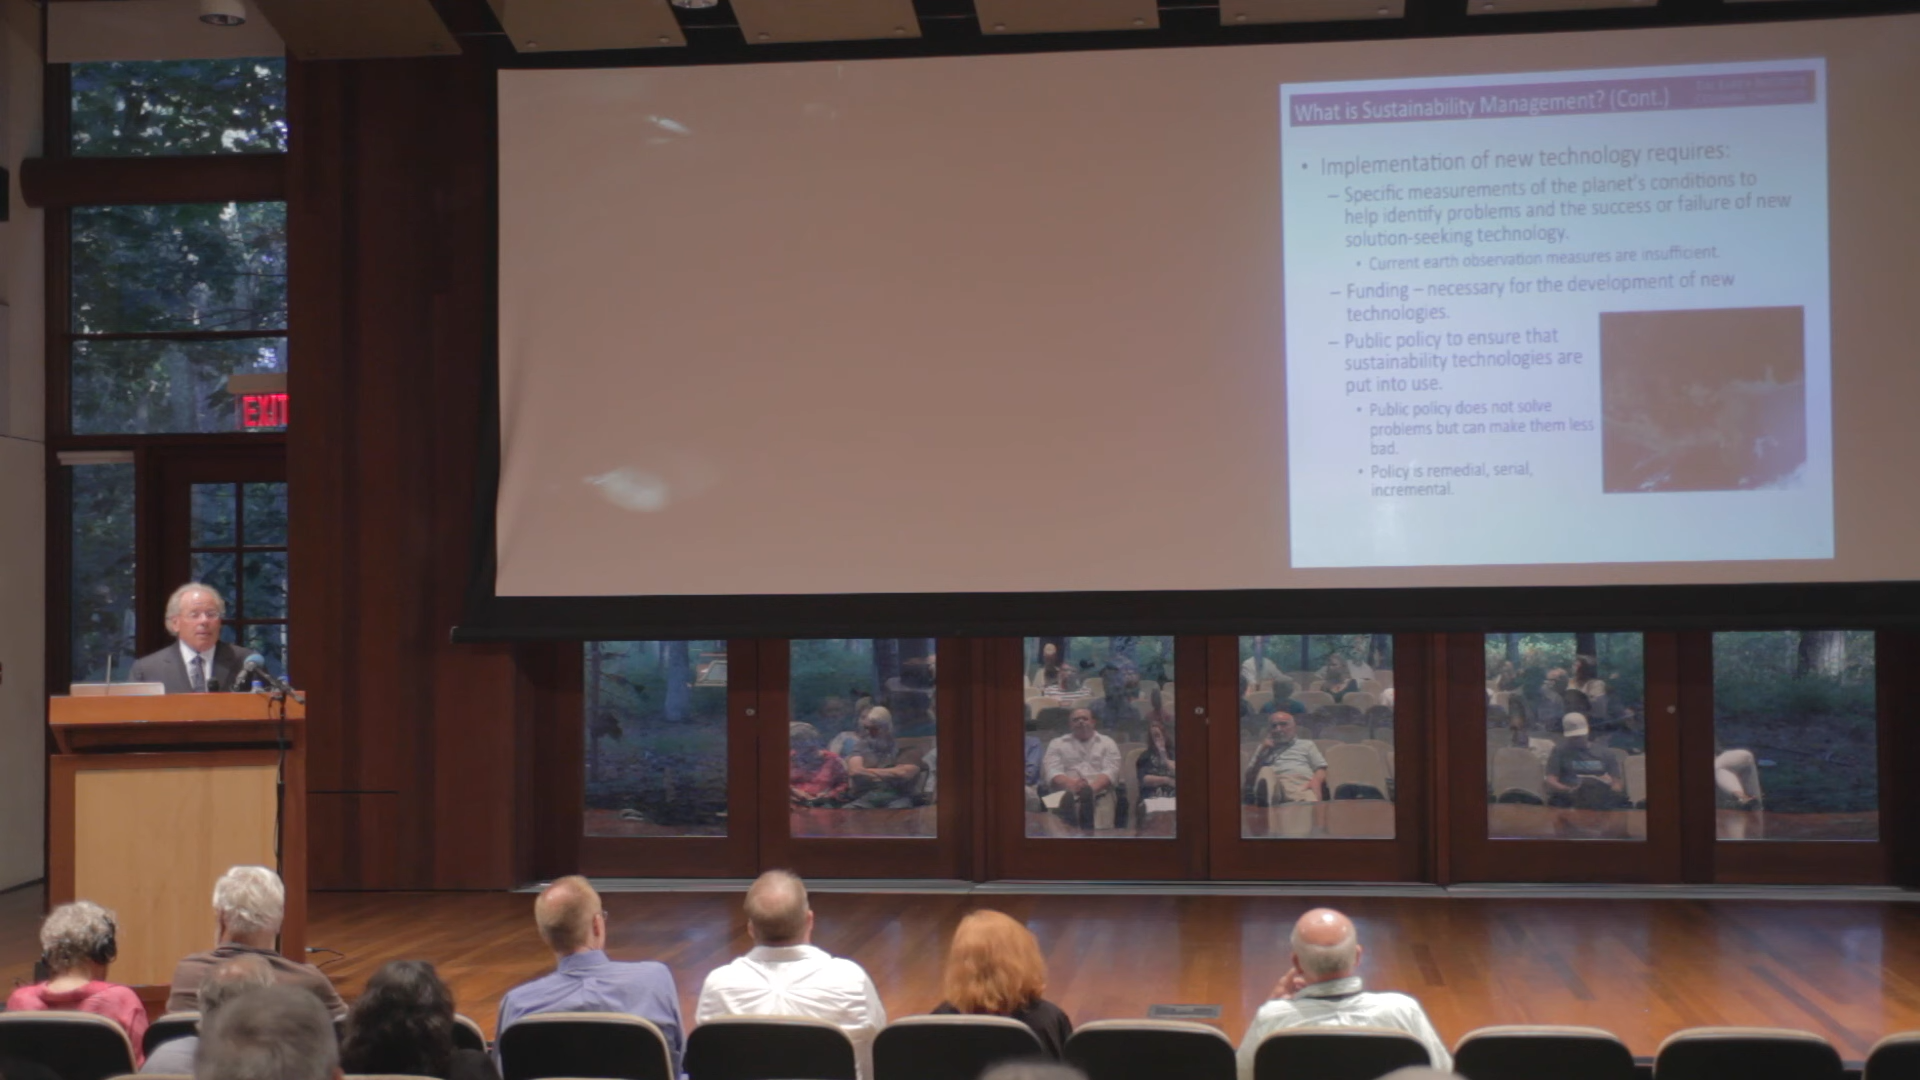 EXIT
What is Sustainability Management? (Cont.)
• Implementation of new technology requires:
– Specific measurements of the planet's conditions to
help identify problems and the success or failure of new
solution-seeking technology.
• Current earth observation measures are insufficient.
– Funding – necessary for the development of new
technologies.
– Public policy to ensure that
sustainability technologies are
put into use.
• Public policy does not solve
problems but can make them less
bad.
• Policy is remedial, serial,
incremental.